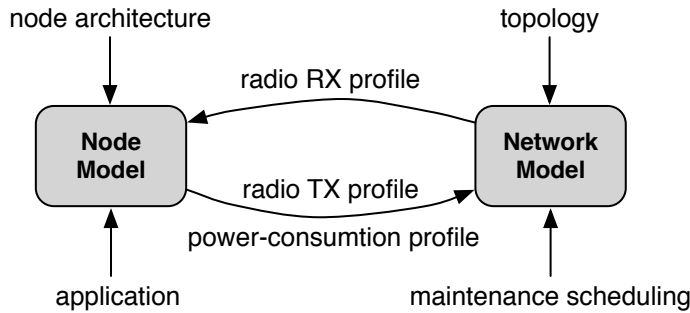 node architecture
topology
radio RX profile
Node
Model
Network
Model
radio TX profile
power-consumtion profile
application
maintenance scheduling